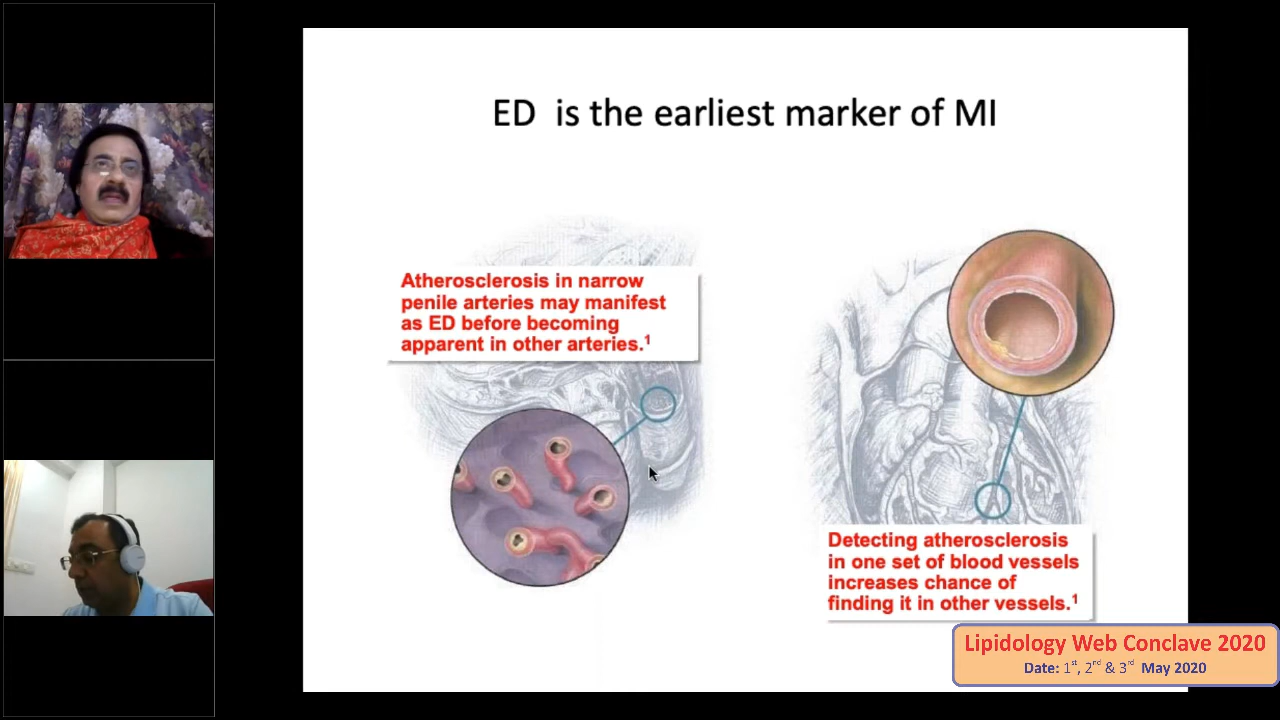 ED is the earliest marker of MI
Atherosclerosis in narrow
penile arteries may manifest
as ED before becoming
apparent in other arteries.1
Detecting atherosclerosis
in one set of blood vessels
increases chance of
finding it in other vessels.1
Lipidology Web Conclave 2020
Date: 1st, 2nd & 3rd May 2020